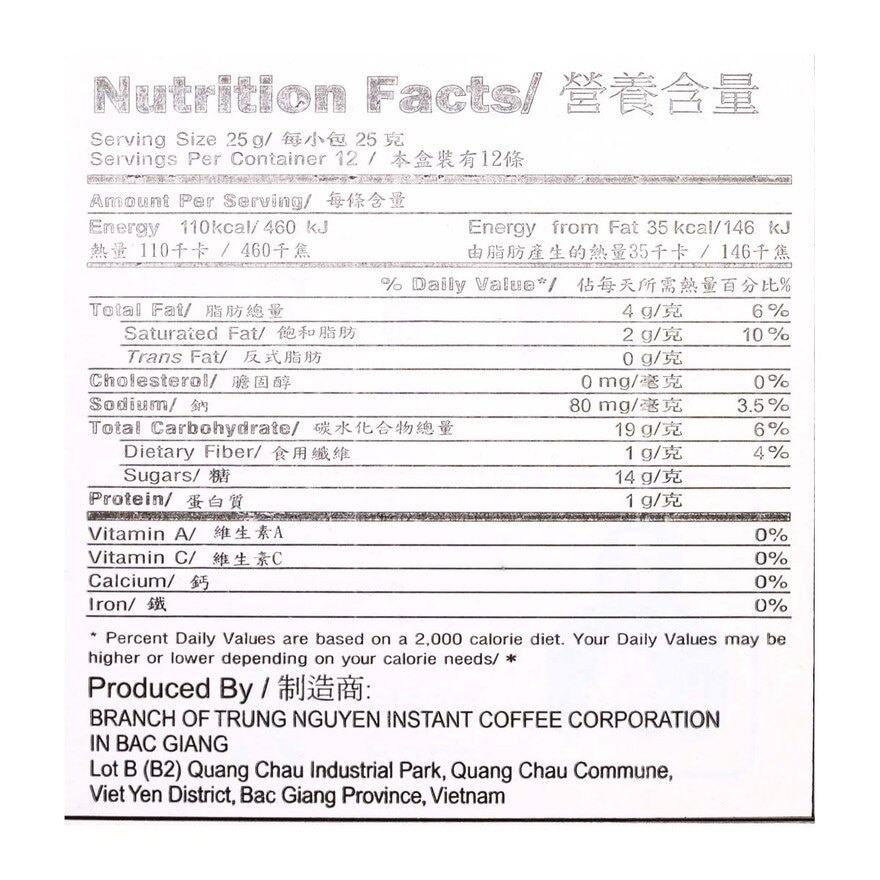 Nutrition Facts/ 營養含量
Serving Size 25g/ 每小包 25 克
Servings Per Container 12 / 本盒裝有12條
Amount Per Serving/ 每條含量
Energy 110kcal/ 460 kJ Energy from Fat 35 kcal/146 kJ
熱量 110千卡 / 460千焦 由脂肪產生的熱量35千卡 / 146千焦
% Daily Value*/ 佔每天所需熱量百分比%
Total Fat/ 脂肪總量 4 g/克 6%
Saturated Fat/ 飽和脂肪 2 g/克 10%
Trans Fat/ 反式脂肪 0 g/克
Cholesterol/ 膽固醇 0 mg/毫克 0%
Sodium/ 鈉 80 mg/毫克 3.5%
Total Carbohydrate/ 碳水化合物總量 19 g/克 6%
Dietary Fiber/ 食用纖維 1 g/克 4%
Sugars/ 糖 14 g/克
Protein/ 蛋白質 1 g/克
Vitamin A/ 維生素A 0%
Vitamin C/ 維生素C 0%
Calcium/ 鈣 0%
Iron/ 鐵 0%
* Percent Daily Values are based on a 2,000 calorie diet. Your Daily Values may be
higher or lower depending on your calorie needs/ *
Produced By / 制造商:
BRANCH OF TRUNG NGUYEN INSTANT COFFEE CORPORATION
IN BAC GIANG
Lot B (B2) Quang Chau Industrial Park, Quang Chau Commune,
Viet Yen District, Bac Giang Province, Vietnam